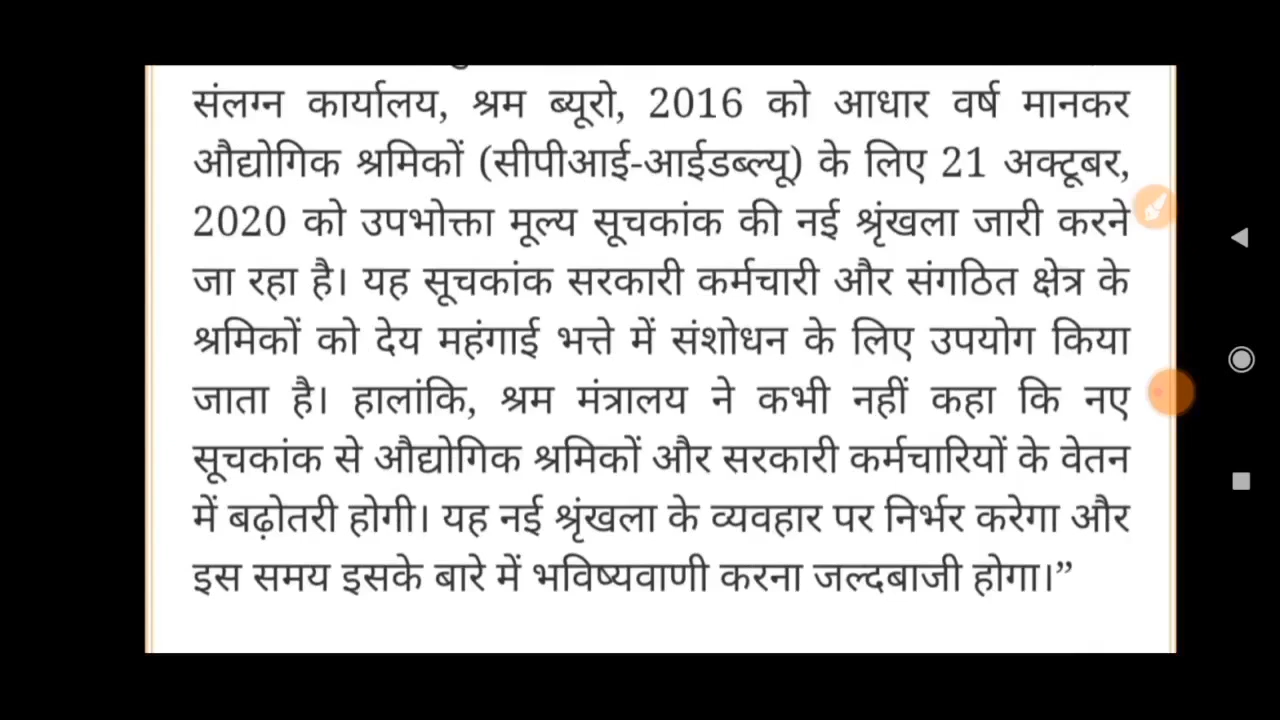 संलग्न कार्यालय, श्रम ब्यूरो, 2016 को आधार वर्ष मानकर
औद्योगिक श्रमिकों (सीपीआई-आईडब्ल्यू) के लिए 21 अक्टूबर,
2020 को उपभोक्ता मूल्य सूचकांक की नई श्रृंखला जारी करने
जा रहा है। यह सूचकांक सरकारी कर्मचारी और संगठित क्षेत्र के
श्रमिकों को देय महंगाई भत्ते में संशोधन के लिए उपयोग किया
जाता है। हालांकि, श्रम मंत्रालय ने कभी नहीं कहा कि नए
सूचकांक से औद्योगिक श्रमिकों और सरकारी कर्मचारियों के वेतन
में बढ़ोतरी होगी। यह नई श्रृंखला के व्यवहार पर निर्भर करेगा और
इस समय इसके बारे में भविष्यवाणी करना जल्दबाजी होगा।”